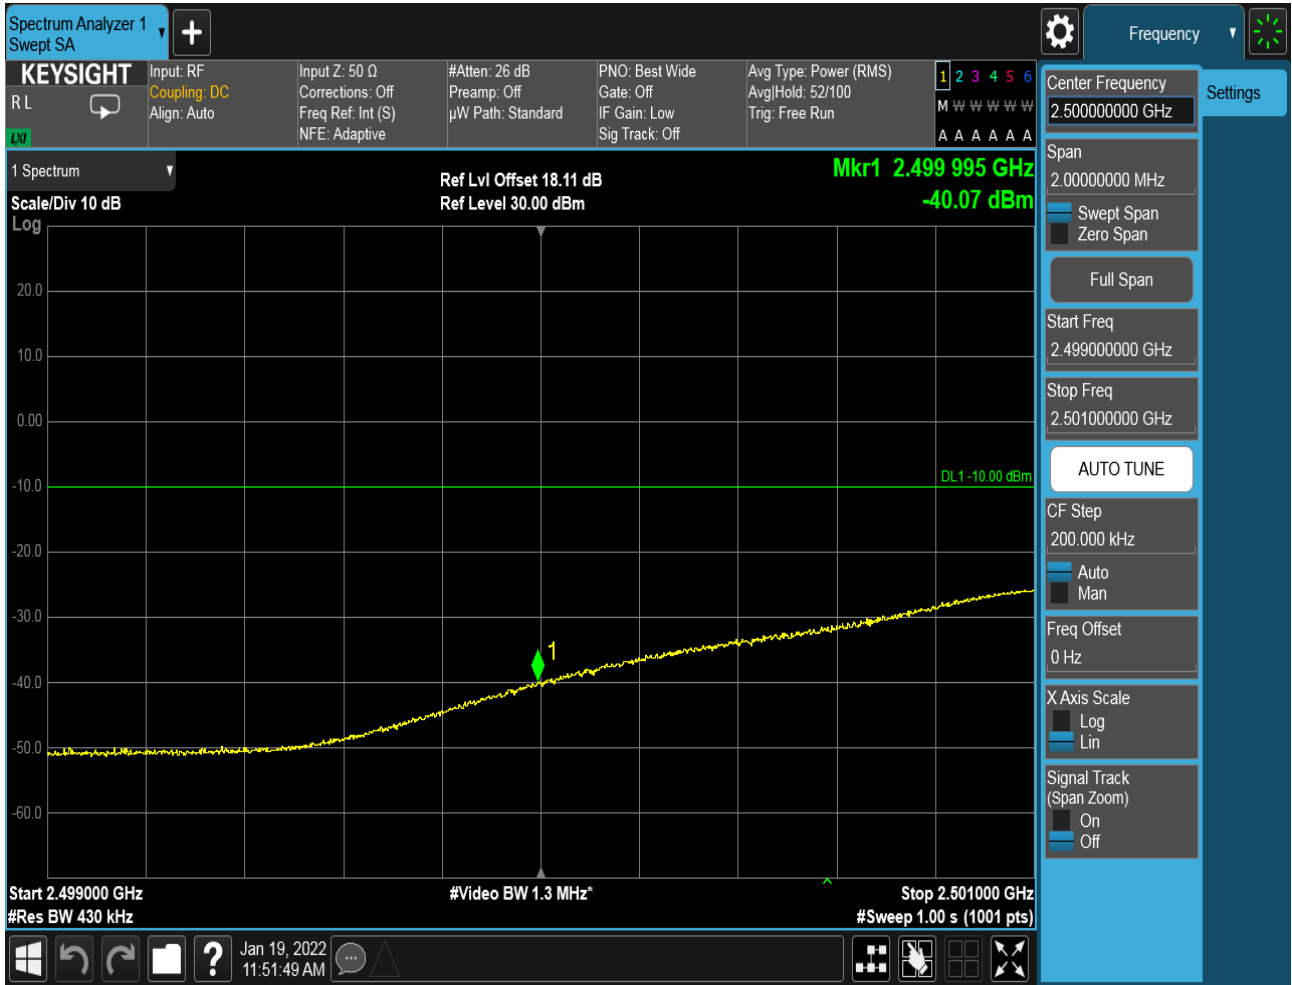 Spectrum Analyzer 1
Swept SA
Frequency
KEYSIGHT
R L
LXI
Input: RF
Coupling: DC
Align: Auto
Input Z: 50 Ω
Corrections: Off
Freq Ref: Int (S)
NFE: Adaptive
#Atten: 26 dB
Preamp: Off
µW Path: Standard
PNO: Best Wide
Gate: Off
IF Gain: Low
Sig Track: Off
Avg Type: Power (RMS)
Avg|Hold: 52/100
Trig: Free Run
1 2 3 4 5 6
M W W W W W
A A A A A A
1 Spectrum
Scale/Div 10 dB
Log
Ref Lvl Offset 18.11 dB
Ref Level 30.00 dBm
Mkr1 2.499 995 GHz
-40.07 dBm
20.0
10.0
0.00
-10.0
-20.0
-30.0
-40.0
-50.0
-60.0
DL1 -10.00 dBm
1
Start 2.499000 GHz
#Res BW 430 kHz
#Video BW 1.3 MHz*
Stop 2.501000 GHz
#Sweep 1.00 s (1001 pts)
Center Frequency
2.500000000 GHz
Span
2.00000000 MHz
Swept Span
Zero Span
Full Span
Start Freq
2.499000000 GHz
Stop Freq
2.501000000 GHz
AUTO TUNE
CF Step
200.000 kHz
Auto
Man
Freq Offset
0 Hz
X Axis Scale
Log
Lin
Signal Track
(Span Zoom)
On
Off
Settings
?
Jan 19, 2022
11:51:49 AM